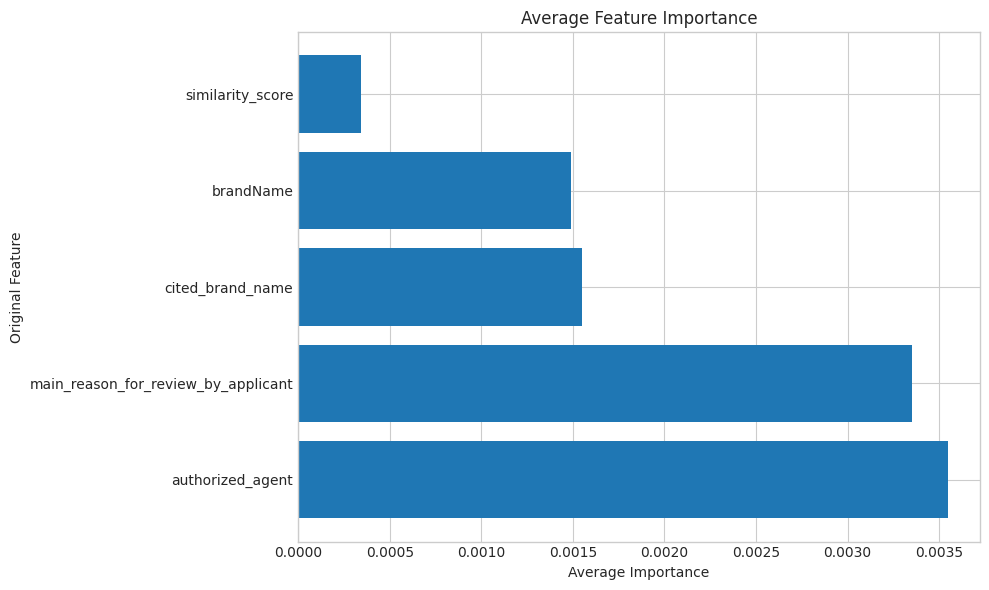 Average Feature Importance
Original Feature
similarity_score
brandName
cited_brand_name
main_reason_for_review_by_applicant
authorized_agent
0.0000 0.0005 0.0010 0.0015 0.0020 0.0025 0.0030 0.0035
Average Importance